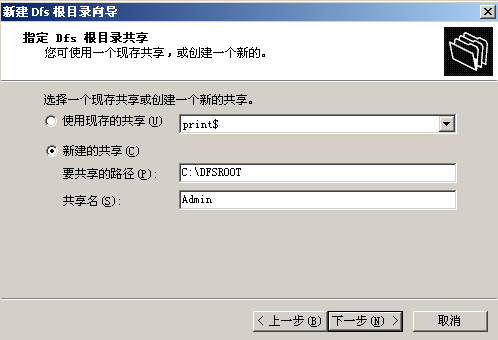 新建 Dfs 根目录向导
指定 Dfs 根目录共享
您可使用一个现存共享，或创建一个新的。
选择一个现存共享或创建一个新的共享。
使用现存的共享(U)
print$
新建的共享(C)
要共享的路径(P):
C:\DFSROOT
共享名(S):
Admin
< 上一步(B)
下一步(N) >
取消